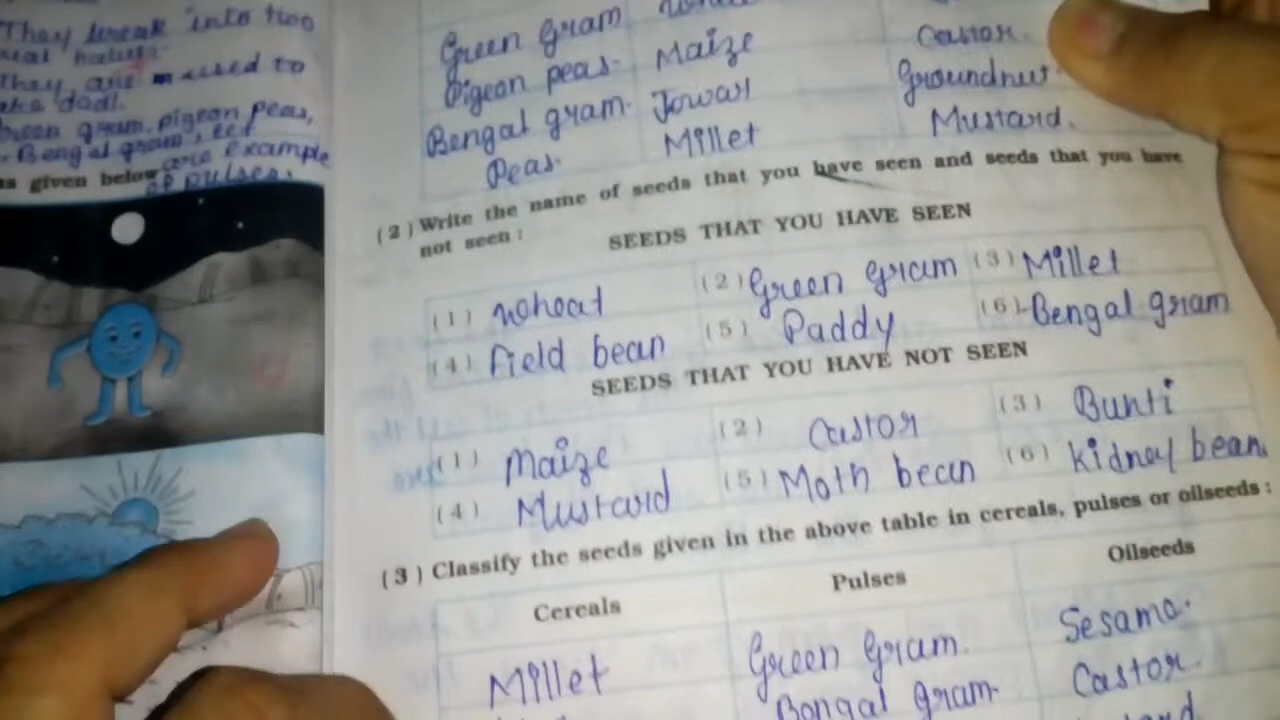 They break into two
They are used to
green gram, pigeon peas,
Bengal gram, ect
are example
given below
of pulses.
Green gram
Pigeon peas. Maize Castor.
Bengal gram. Jowar Groundnut
Peas. Millet Mustard.
(2) Write the name of seeds that you have seen and seeds that you have
not seen :
SEEDS THAT YOU HAVE SEEN
(1) wheat (2) Green gram (3) Millet
(4) Field bean (5) Paddy (6) Bengal gram
SEEDS THAT YOU HAVE NOT SEEN
(1) Maize (2) Castor (3) Bunti
(4) Mustard (5) Moth bean (6) Kidney bean.
(3) Classify the seeds given in the above table in cereals, pulses or oilseeds :
Cereals Pulses Oilseeds
Millet Green Gram. Sesame.
Bengal gram. Castor.